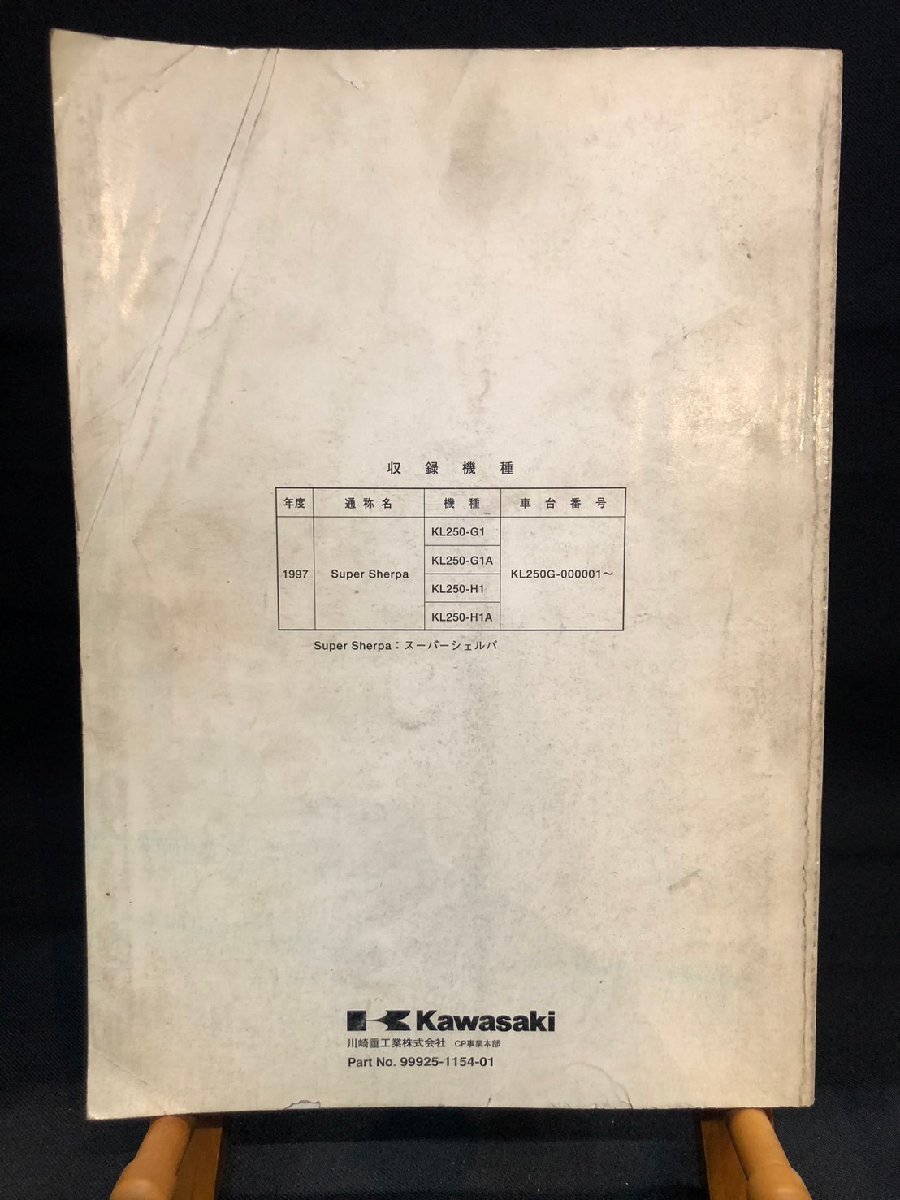 収録機種
年度 通称名 機種 車台番号
1997 Super Sherpa KL250-G1 KL250G-000001～
KL250-G1A
KL250-H1
KL250-H1A
Super Sherpa：スーパーシェルパ
Kawasaki
川崎重工業株式会社 CP事業本部
Part No. 99925-1154-01